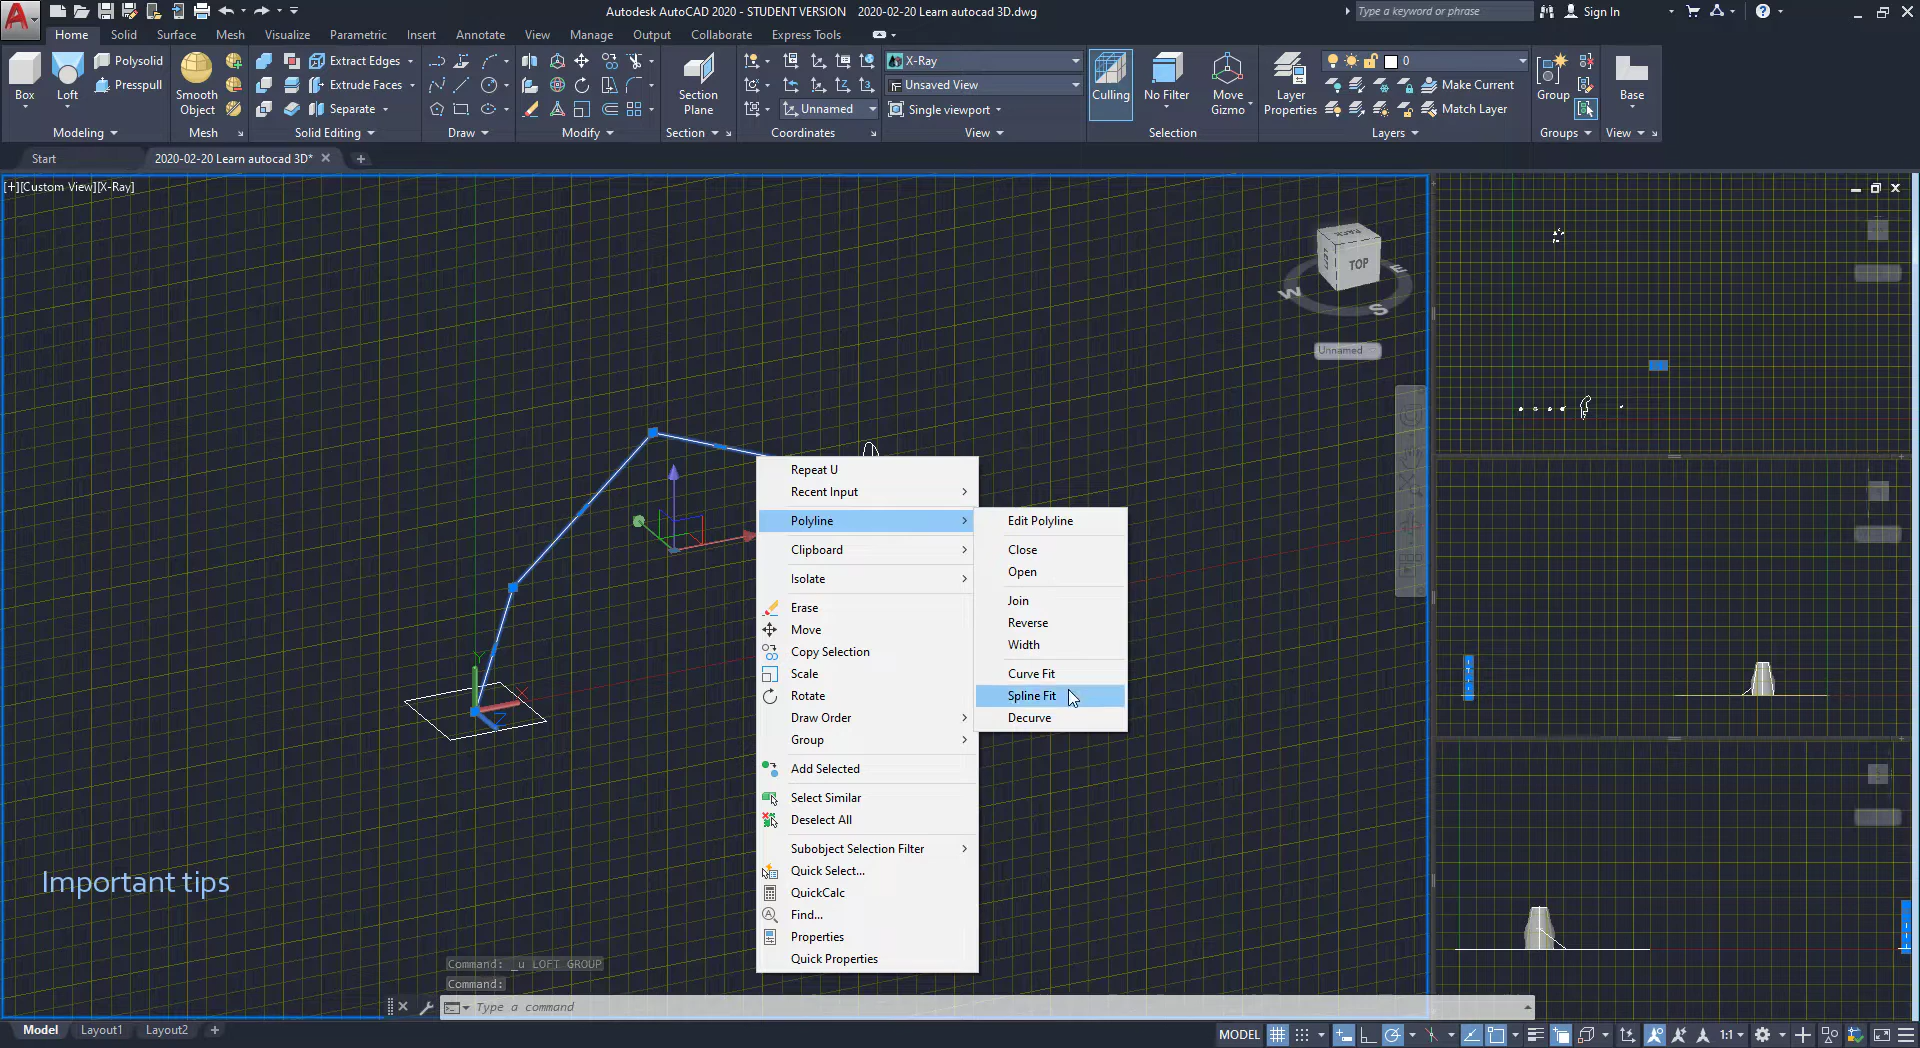 Autodesk AutoCAD 2020 - STUDENT VERSION 2020-02-20 Learn autocad 3D.dwg
Type a keyword or phrase
Sign In
Home Solid Surface Mesh Visualize Parametric Insert Annotate View Manage Output Collaborate Express Tools
Box
Loft
Polysolid
Presspull
Modeling
Smooth
Object
Mesh
Extract Edges
Extrude Faces
Separate
Solid Editing
Draw
Modify
Section
Plane
Section
Unnamed
Coordinates
X-Ray
Unsaved View
Single viewport
View
Culling
No Filter
Move
Gizmo
Selection
Layer
Properties
0
Make Current
Match Layer
Layers
Group
Groups
Base
View
Start
2020-02-20 Learn autocad 3D*
[+][Custom View][X-Ray]
TOP
W
S
E
Unnamed
X
Y
Z
Repeat U
Recent Input
Polyline
Clipboard
Isolate
Erase
Move
Copy Selection
Scale
Rotate
Draw Order
Group
Add Selected
Select Similar
Deselect All
Subobject Selection Filter
Quick Select...
QuickCalc
Find...
Properties
Quick Properties
Edit Polyline
Close
Open
Join
Reverse
Width
Curve Fit
Spline Fit
Decurve
Important tips
Command: _u LOFT GROUP
Command:
Type a command
Model Layout1 Layout2
MODEL
1:1